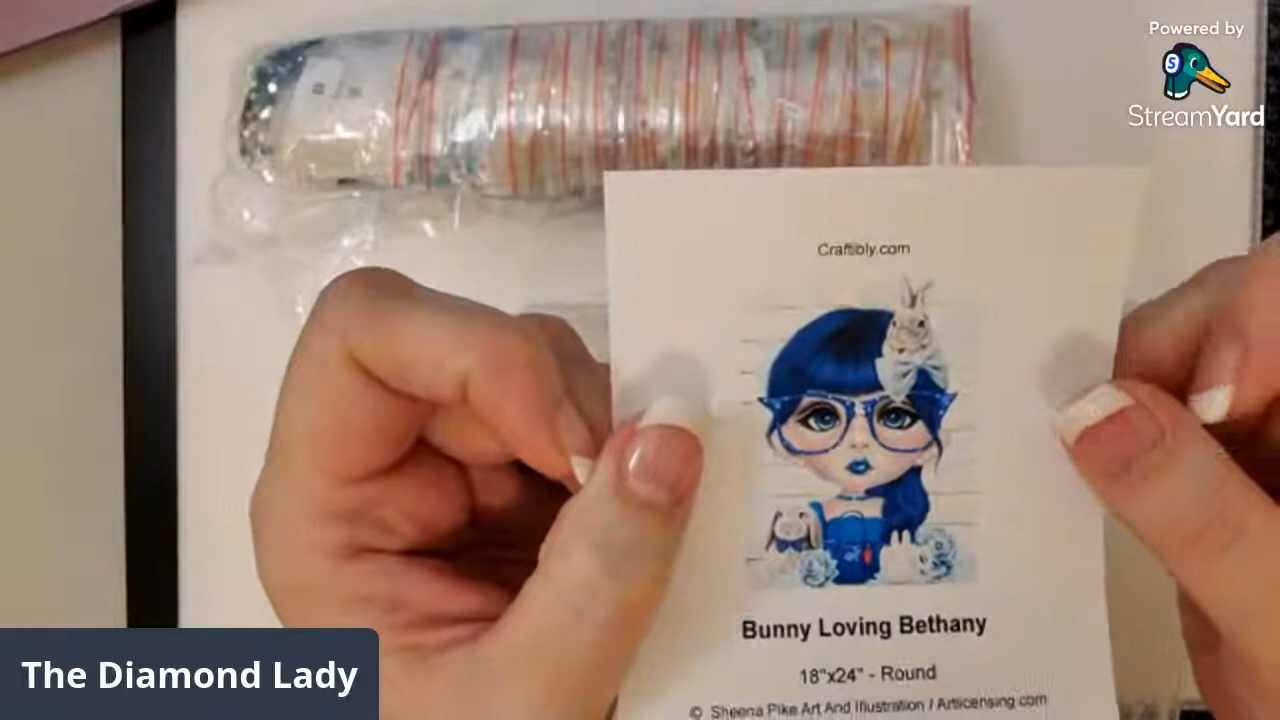 Powered by
S
StreamYard
Craftibly.com
Bunny Loving Bethany
18"x24" - Round
© Sheena Pike Art And Illustration / Artlicensing.com
The Diamond Lady